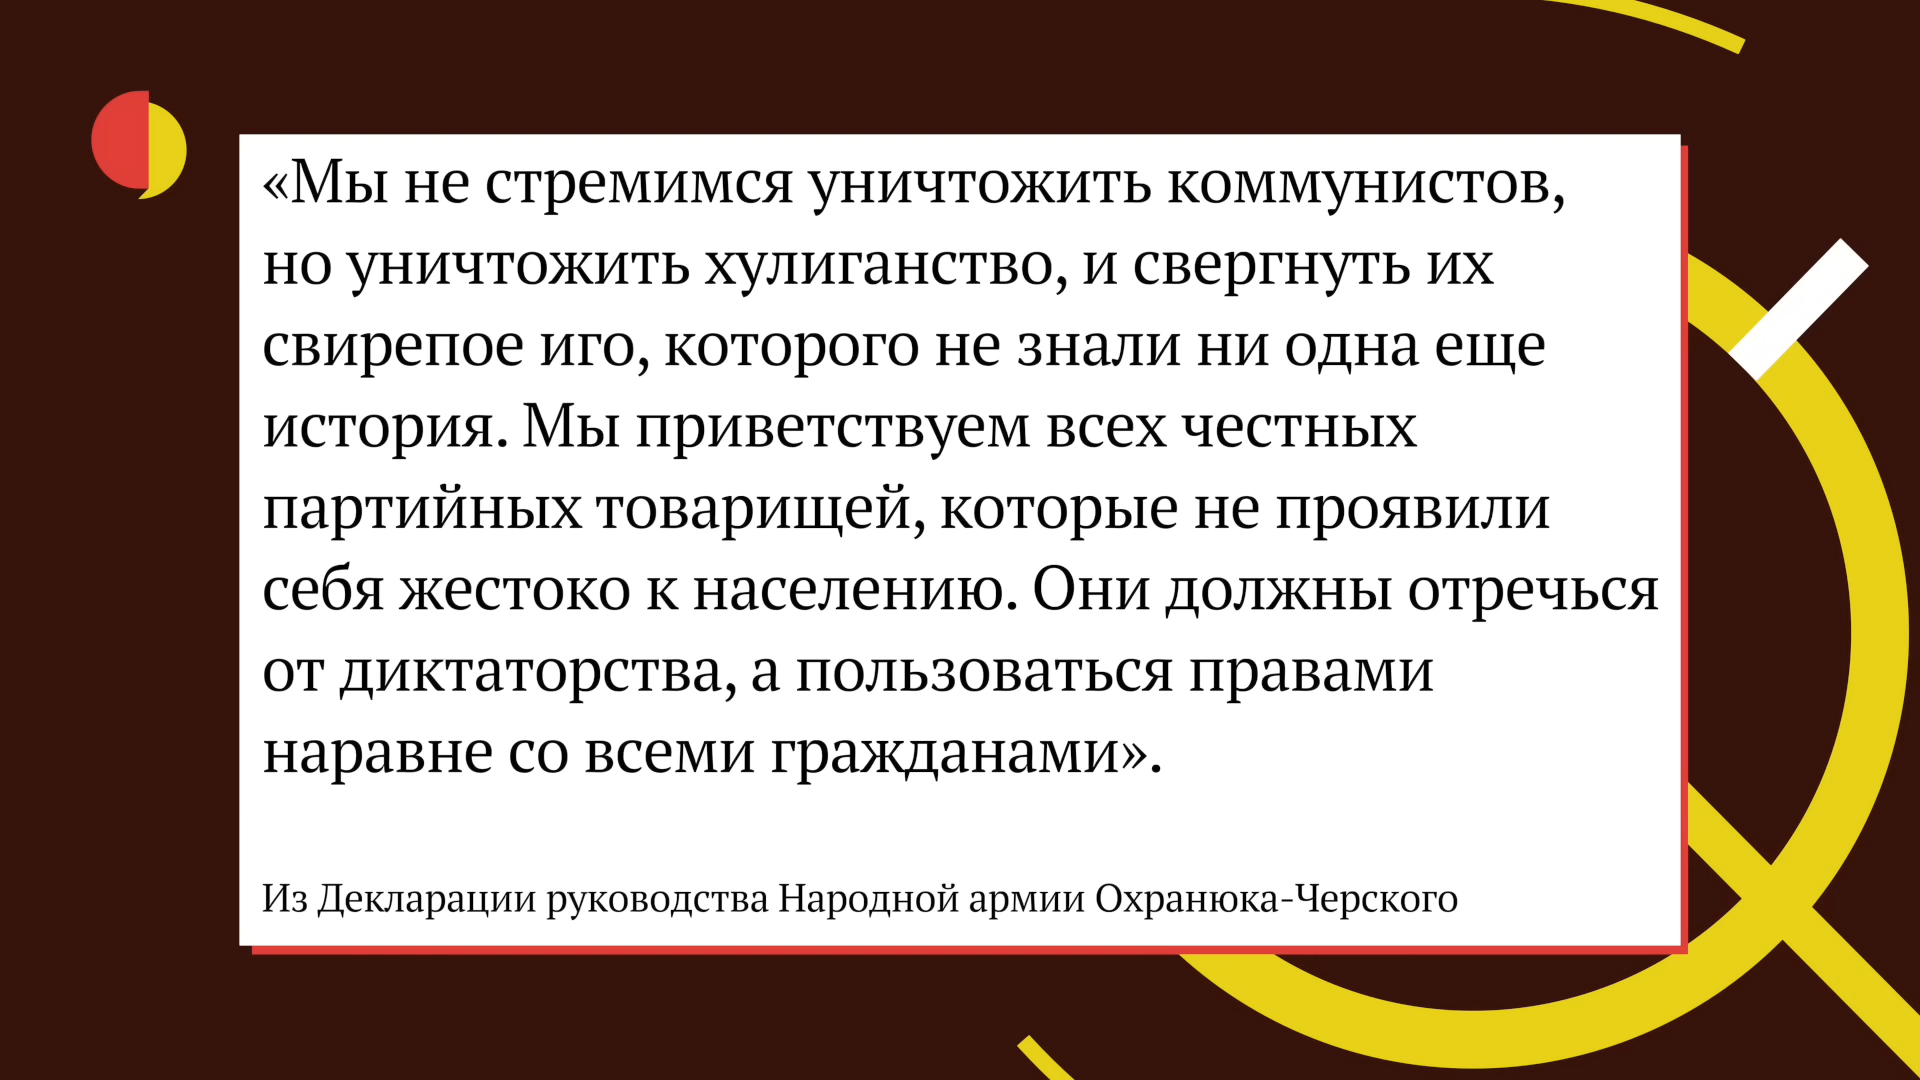 «Мы не стремимся уничтожить коммунистов,
но уничтожить хулиганство, и свергнуть их
свирепое иго, которого не знали ни одна еще
история. Мы приветствуем всех честных
партийных товарищей, которые не проявили
себя жестоко к населению. Они должны отречься
от диктаторства, а пользоваться правами
наравне со всеми гражданами».
Из Декларации руководства Народной армии Охранюка-Черского